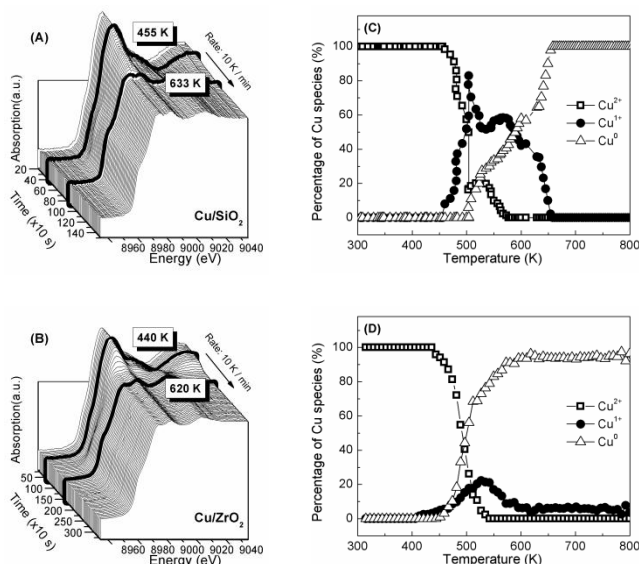 (A)
455 K
633 K
Rate: 10 K / min
Absorption(a.u.)
20
40
60
80
100
120
140
Time (x10 s)
8960 8980 9000 9020 9040
Energy (eV)
Cu/SiO2
(C)
Percentage of Cu species (%)
100
80
60
40
20
0
Cu2+
Cu1+
Cu0
300 400 500 600 700 800
Temperature (K)
(B)
440 K
620 K
Rate: 10 K / min
Absorption(a.u.)
50
100
150
200
250
300
Time (x10 s)
8960 8980 9000 9020 9040
Energy (eV)
Cu/ZrO2
(D)
Percentage of Cu species (%)
100
80
60
40
20
0
Cu2+
Cu1+
Cu0
300 400 500 600 700 800
Temperature (K)